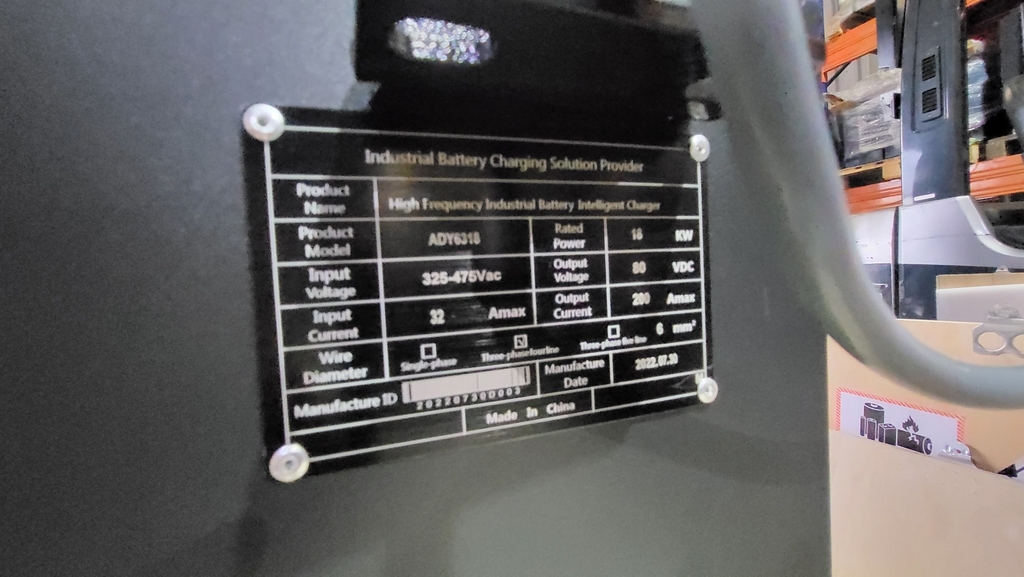 Industrial Battery Charging Solution Provider
Product Name High Frequency Industrial Battery Intelligent Charger
Product Model ADY6318 Rated Power 16 KW
Input Voltage 325-475Vac Output Voltage 80 VDC
Input Current 32 Amax Output Current 200 Amax
Wire Diameter Single-phase Three-phase four line Three-phase five line 6 mm²
Manufacture ID 202207300003 Manufacture Date 2022.07.30
Made In China